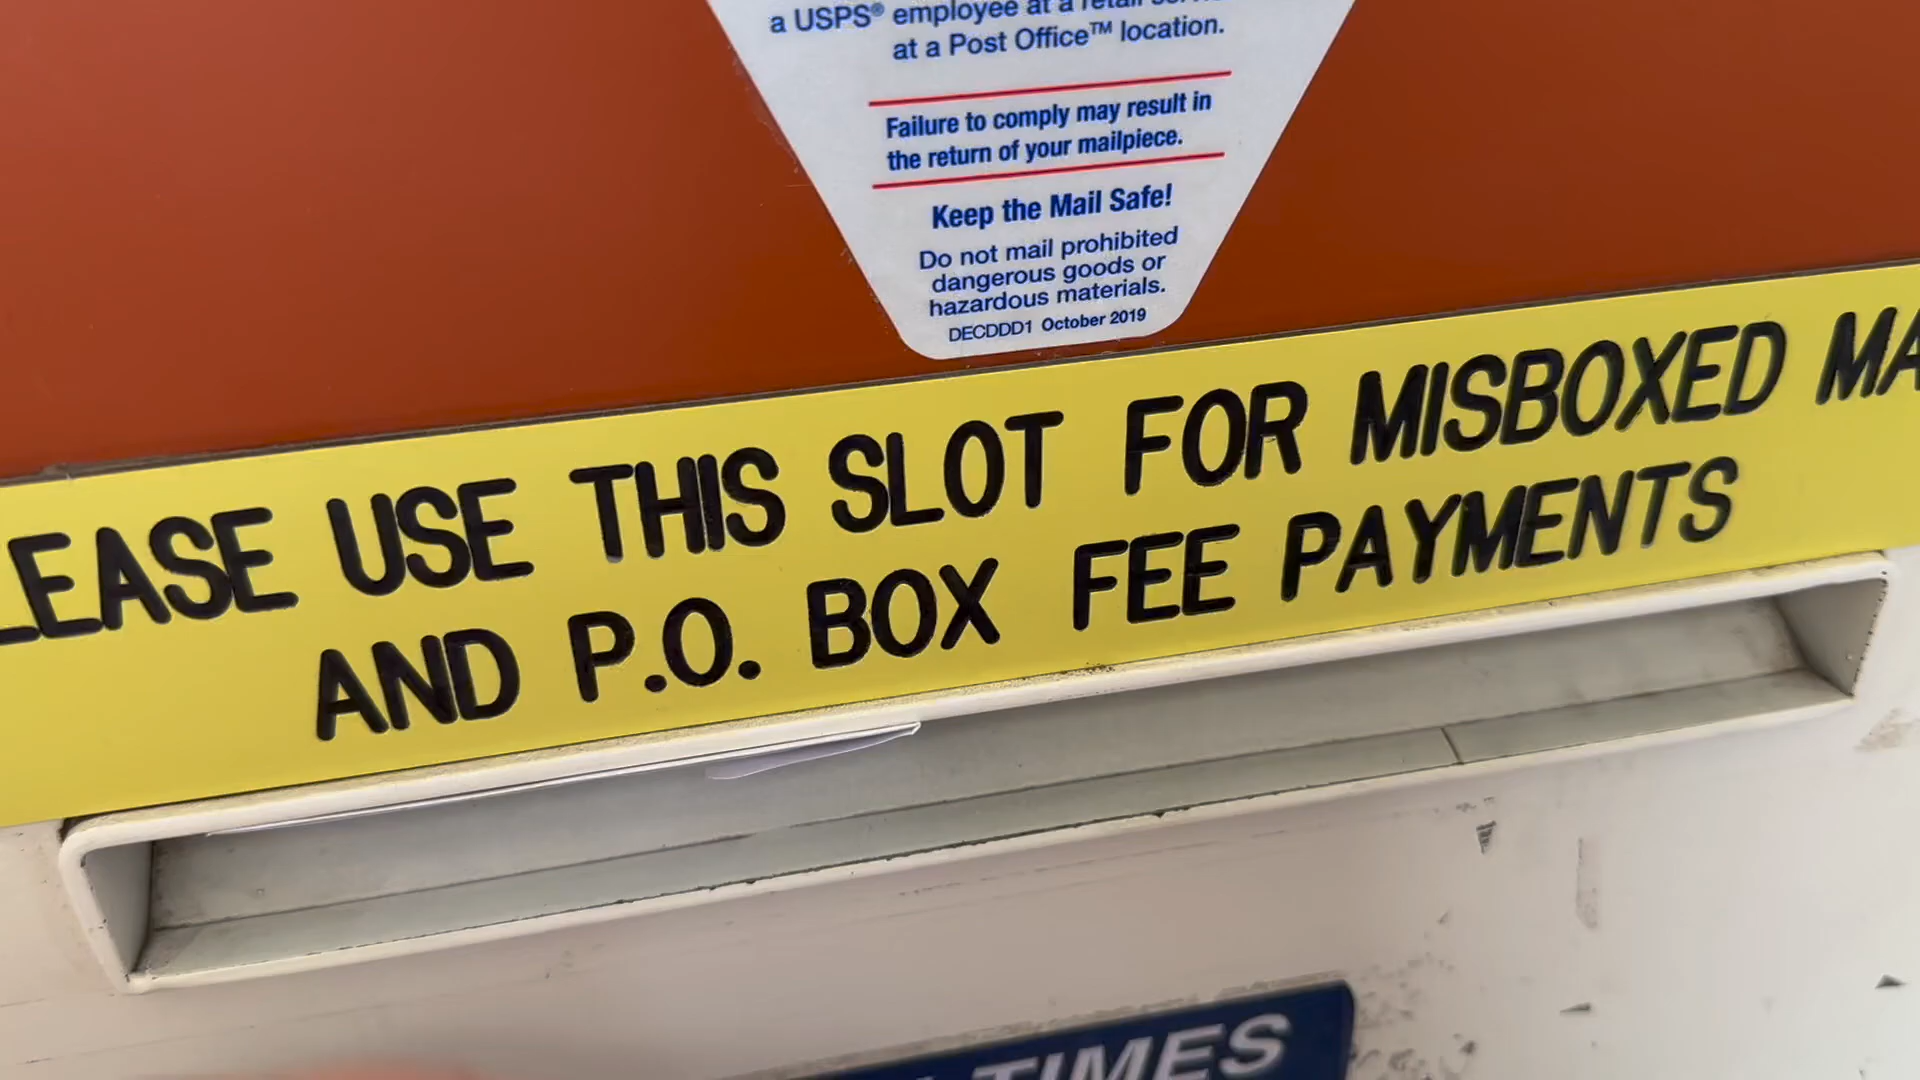 a USPS® employee at a retail
at a Post Office™ location.
Failure to comply may result in
the return of your mailpiece.
Keep the Mail Safe!
Do not mail prohibited
dangerous goods or
hazardous materials.
DECDDD1 October 2019
LEASE USE THIS SLOT FOR MISBOXED MA
AND P.O. BOX FEE PAYMENTS
TIMES